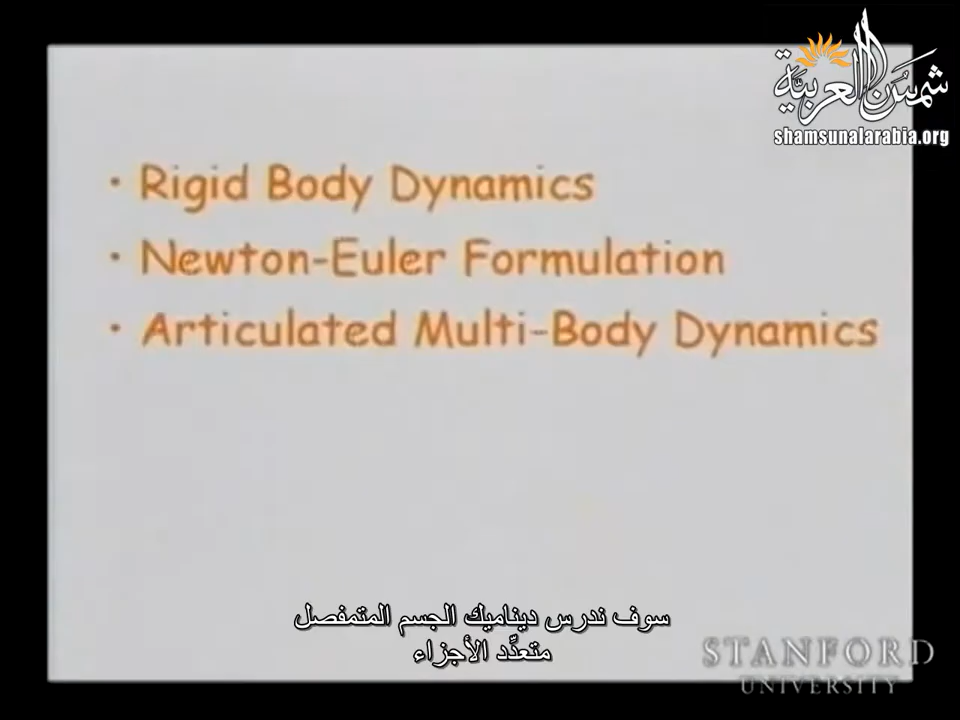 شمس العربية
shamsunalarabia.org
• Rigid Body Dynamics
• Newton-Euler Formulation
• Articulated Multi-Body Dynamics
سوف ندرس ديناميك الجسم المتمفصل
متعدِّد الأجزاء
STANFORD
UNIVERSITY